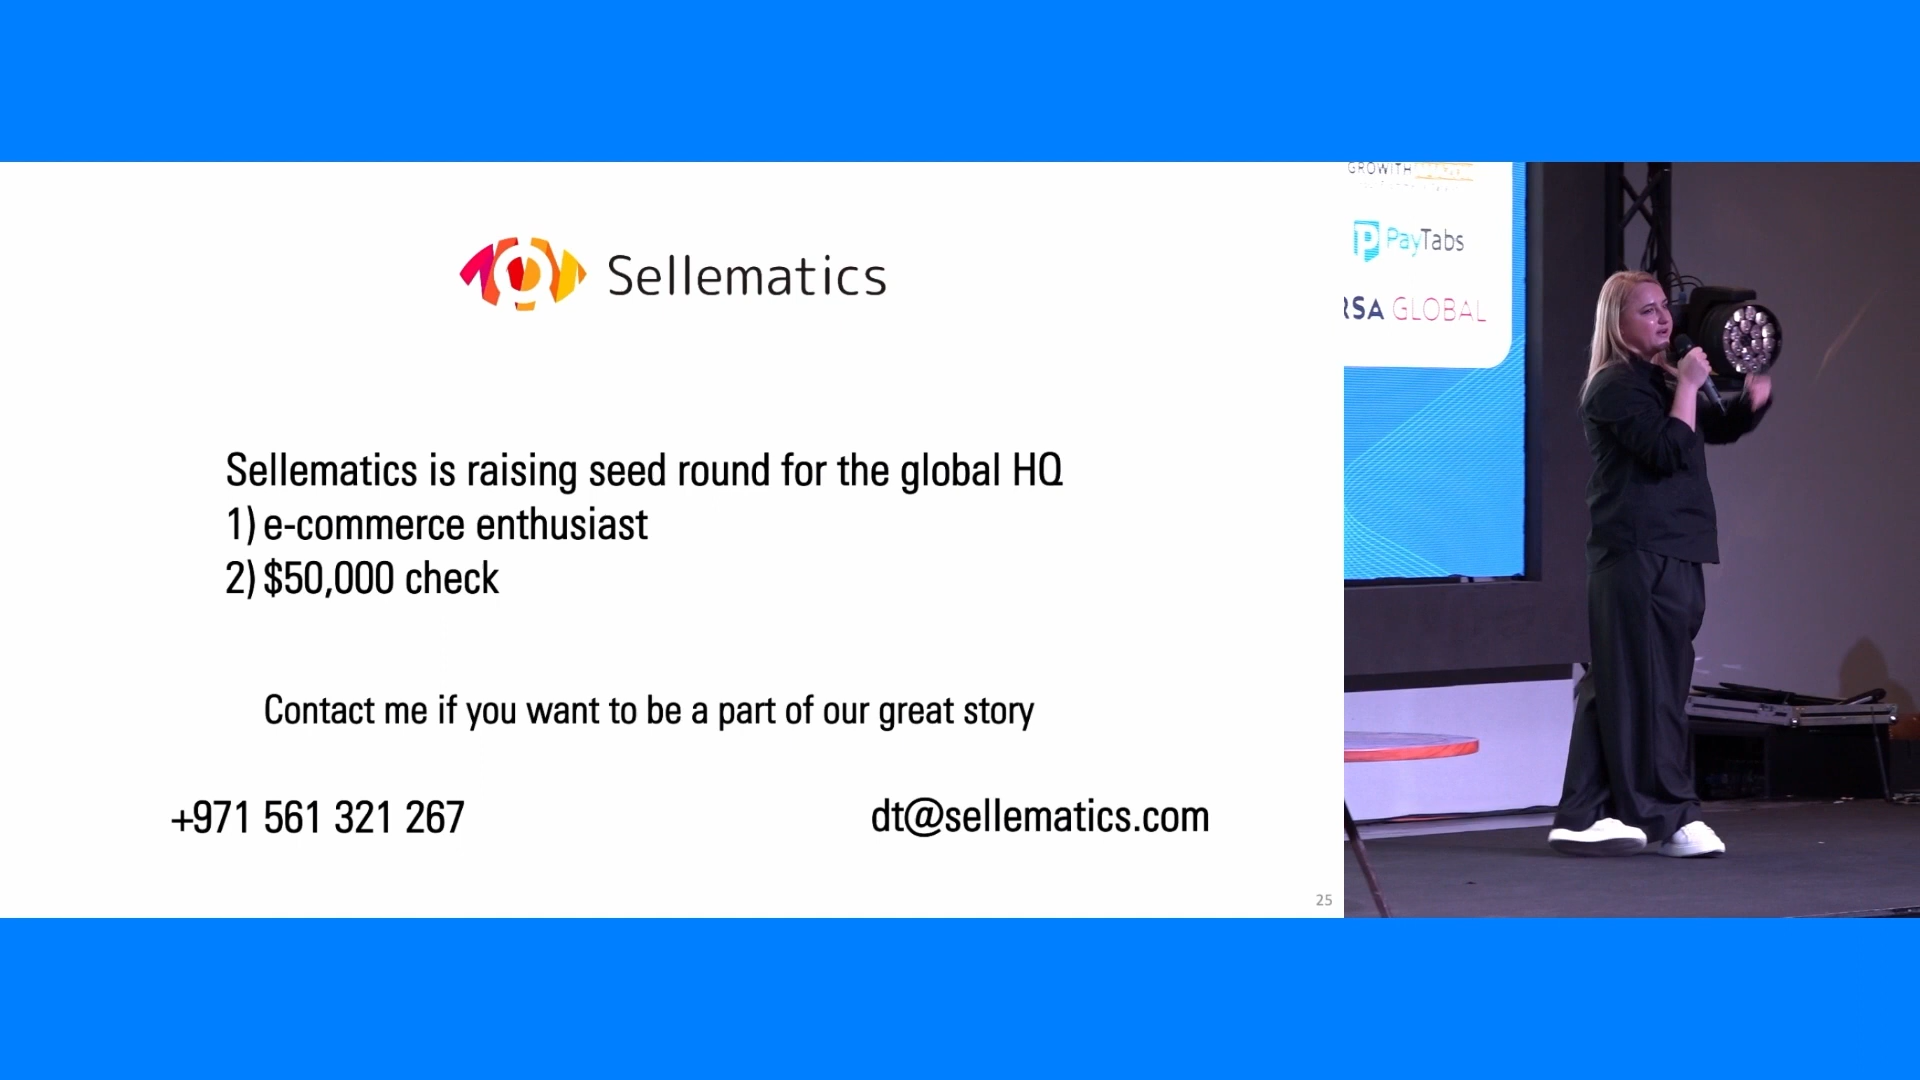 Sellematics
Sellematics is raising seed round for the global HQ
1) e-commerce enthusiast
2) $50,000 check
Contact me if you want to be a part of our great story
+971 561 321 267
dt@sellematics.com
25
GROWTH
PayTabs
RSA GLOBAL